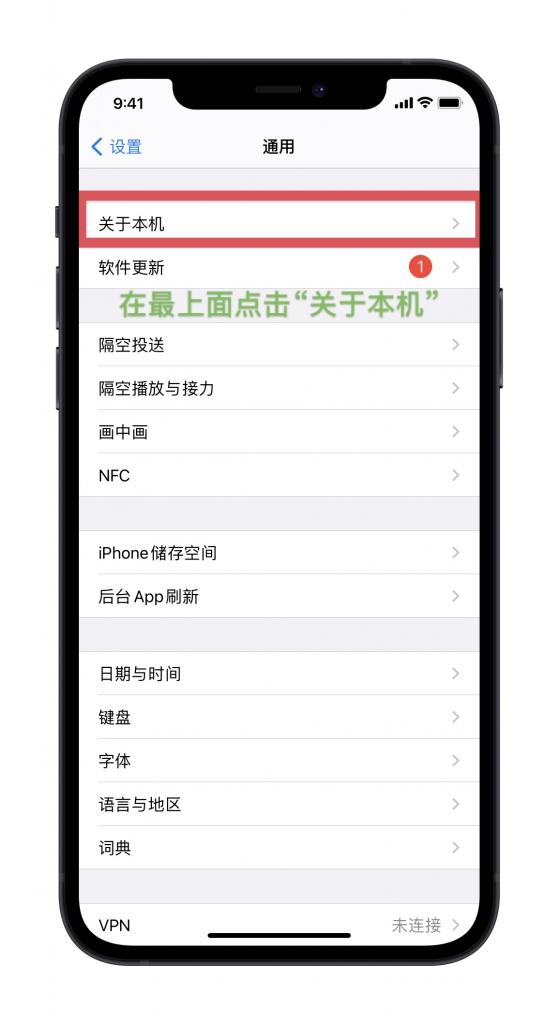 9:41
设置
通用
关于本机
软件更新
1
在最上面点击“关于本机”
隔空投送
隔空播放与接力
画中画
NFC
iPhone储存空间
后台App刷新
日期与时间
键盘
字体
语言与地区
词典
VPN 未连接